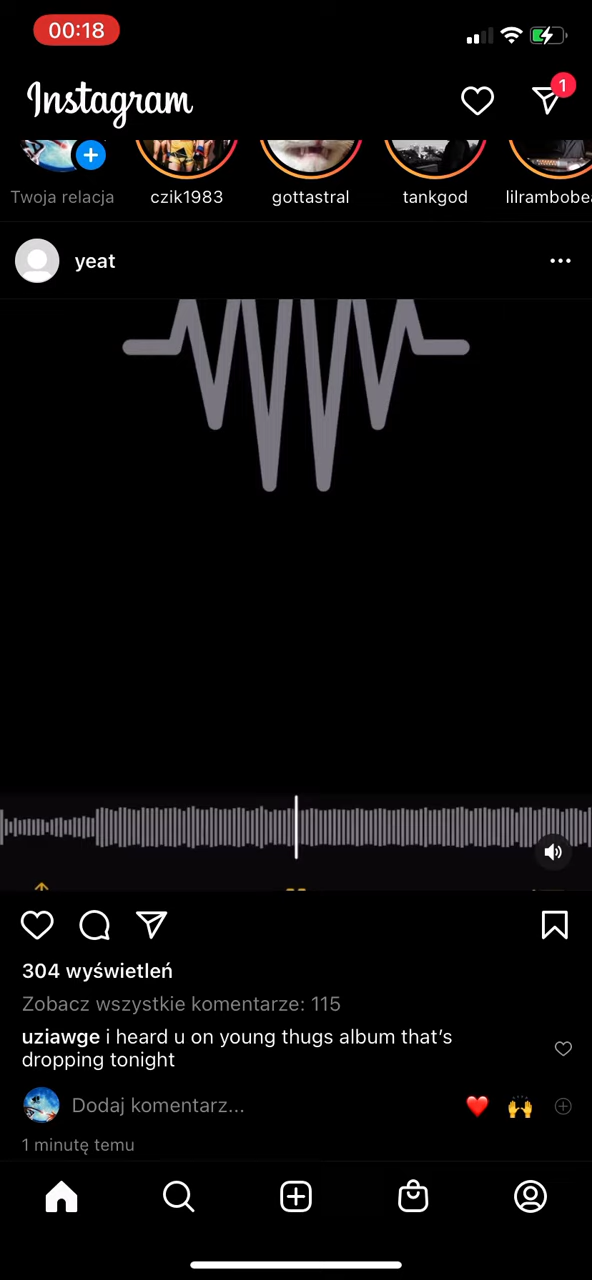 00:18
Instagram
1
Twoja relacja
czik1983
gottastral
tankgod
lilrambobea
yeat
304 wyświetleń
Zobacz wszystkie komentarze: 115
uziawge i heard u on young thugs album that's
dropping tonight
Dodaj komentarz...
1 minutę temu